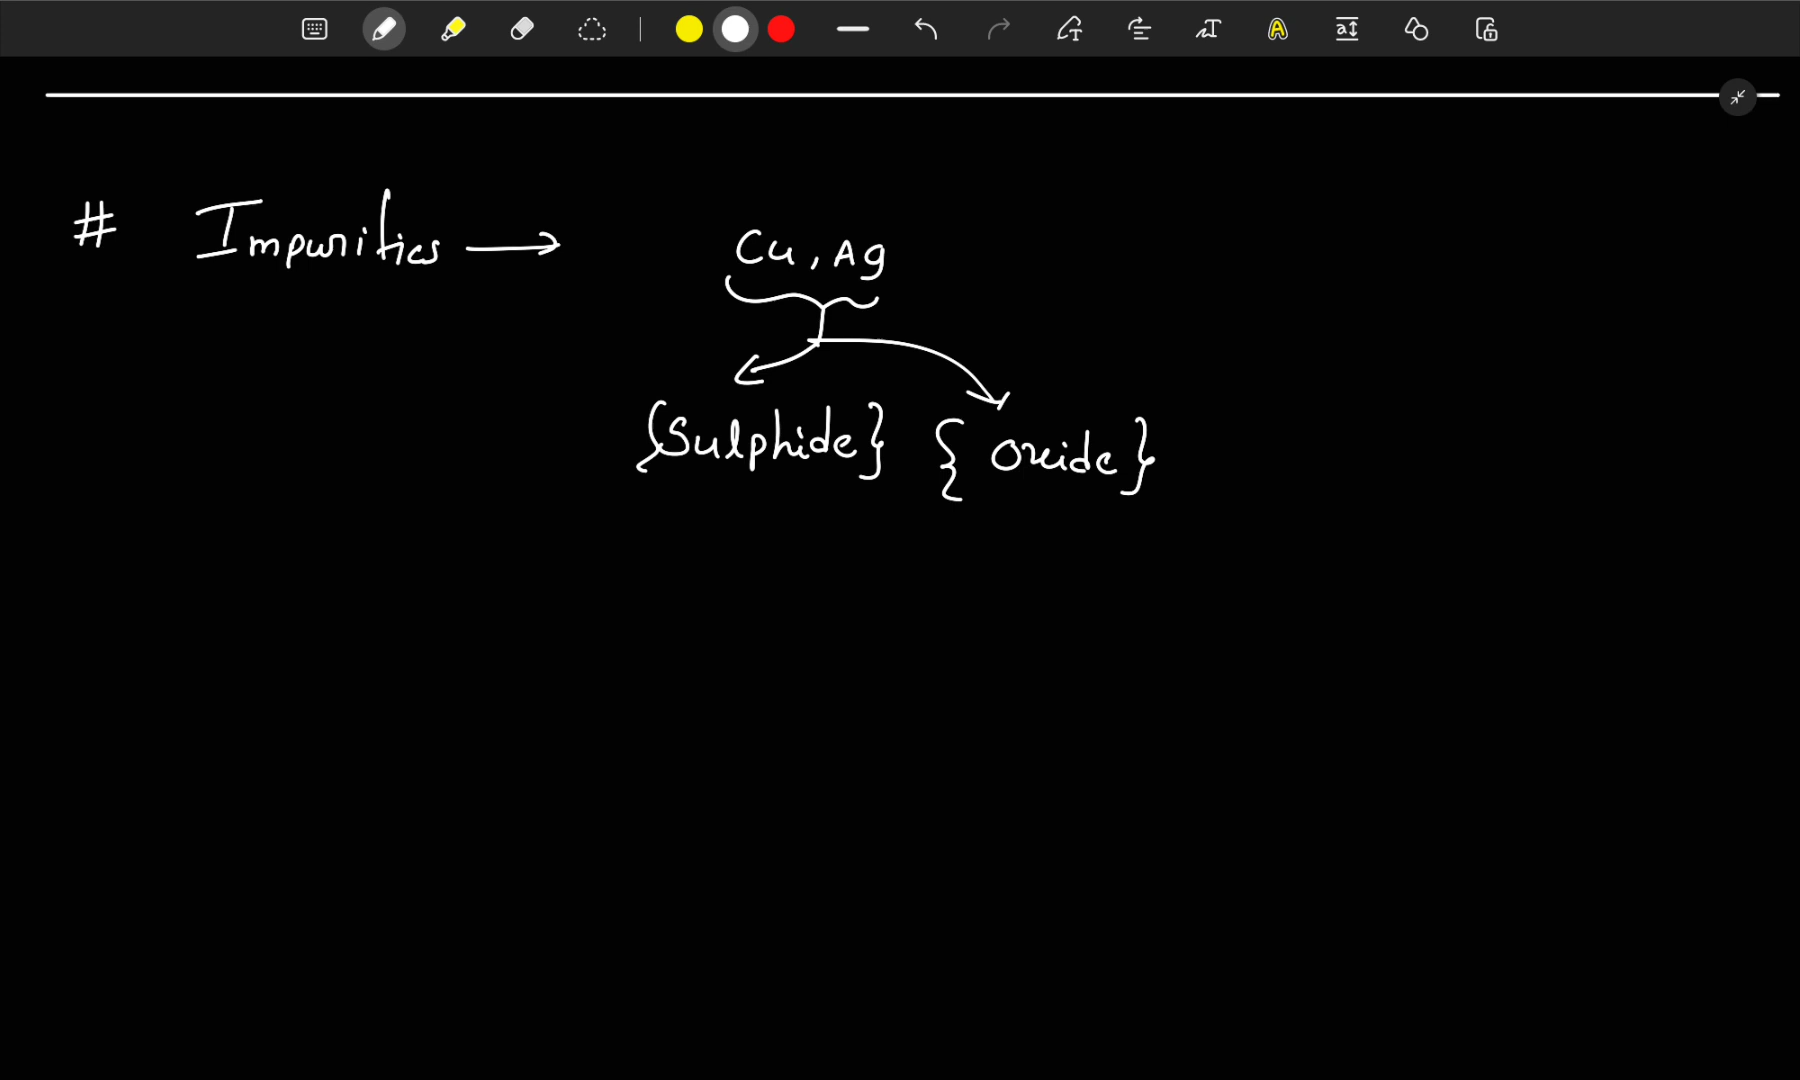 # Impurities → Cu, Ag
{Sulphide} {Oxide}